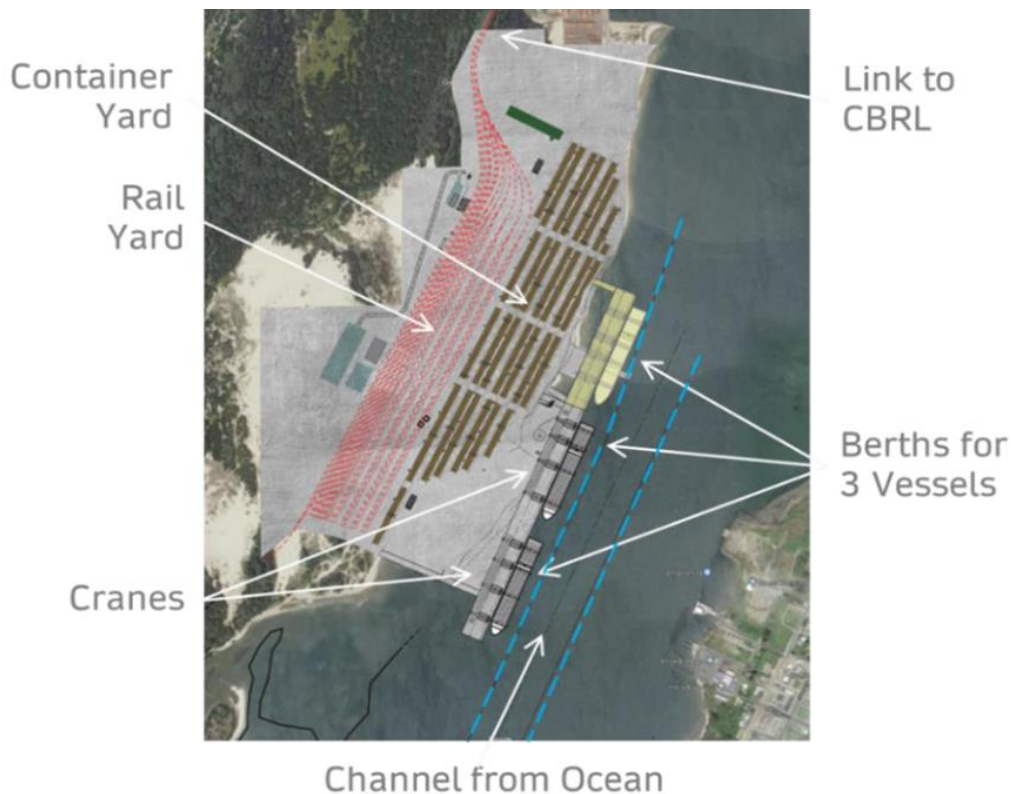 Container
Yard
Link to
CBRL
Rail
Yard
Berths for
3 Vessels
Cranes
Channel from Ocean